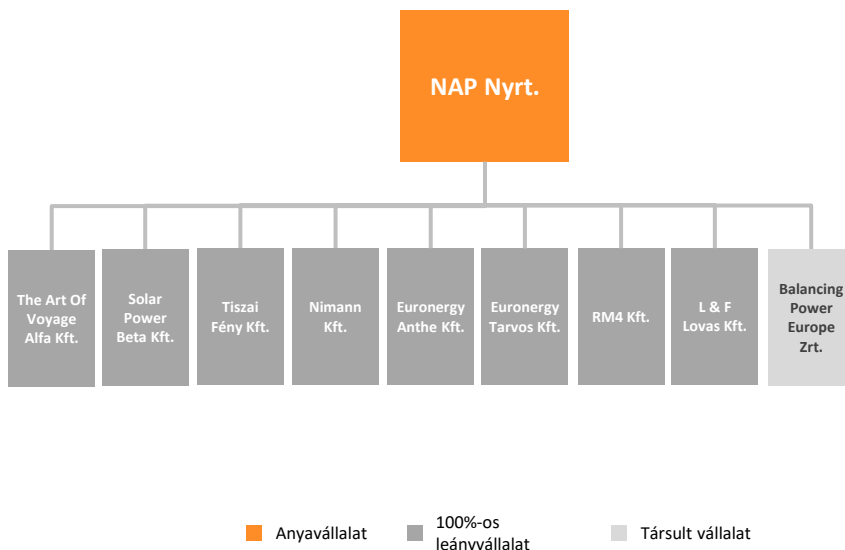 NAP Nyrt.
The Art Of
Voyage
Alfa Kft.
Solar
Power
Beta Kft.
Tiszai
Fény Kft.
Nimann
Kft.
Euronergy
Anthe Kft.
Euronergy
Tarvos Kft.
RM4 Kft.
L & F
Lovas Kft.
Balancing
Power
Europe
Zrt.
Anyavállalat
100%-os
leányvállalat
Társult vállalat